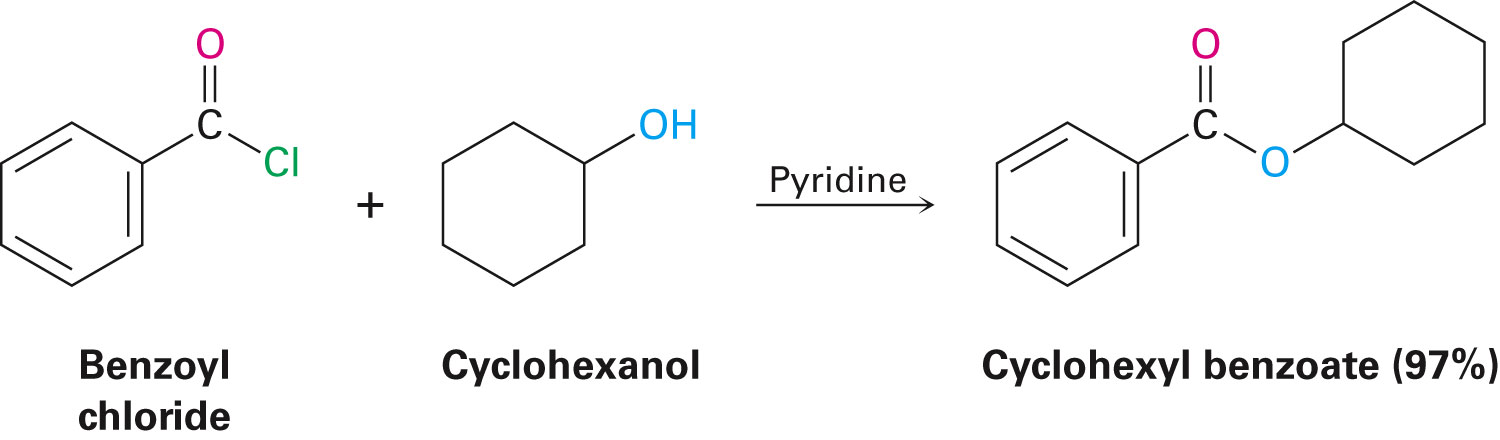 O
C
Cl
+
OH
Pyridine
O
C
O
Benzoyl
chloride
Cyclohexanol
Cyclohexyl benzoate (97%)